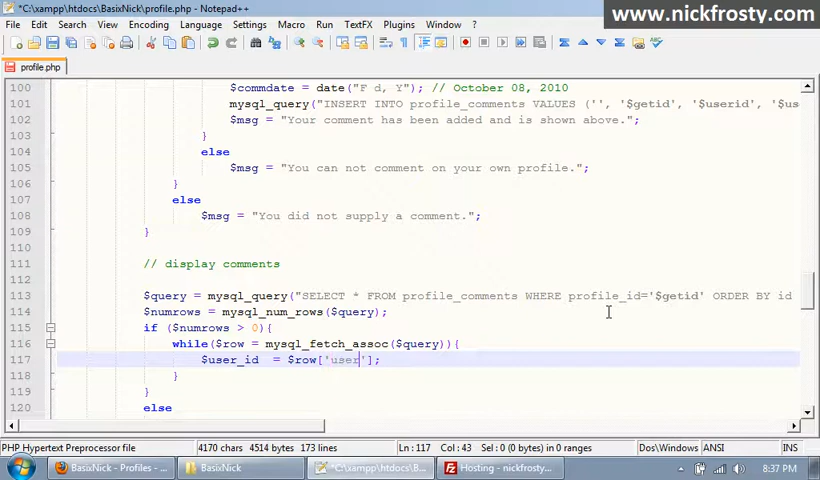 *C:\xampp\htdocs\BasixNick\profile.php - Notepad++
www.nickfrosty.com
File Edit Search View Encoding Language Settings Macro Run TextFX Plugins Window ?
profile.php
100 $commdate = date("F d, Y"); // October 08, 2010
101 mysql_query("INSERT INTO profile_comments VALUES ('', '$getid', '$userid', '$us
102 $msg = "Your comment has been added and is shown above.";
103 }
104 else
105 $msg = "You can not comment on your own profile.";
106 }
107 else
108 $msg = "You did not supply a comment.";
109 }
110
111 // display comments
112
113 $query = mysql_query("SELECT * FROM profile_comments WHERE profile_id='$getid' ORDER BY id
114 $numrows = mysql_num_rows($query);
115 if ($numrows > 0){
116 while($row = mysql_fetch_assoc($query)){
117 $user_id  = $row['user'];
118 }
119 }
120 else
PHP Hypertext Preprocessor file 4170 chars 4514 bytes 173 lines Ln : 117 Col : 43 Sel : 0 (0 bytes) in 0 ranges Dos\Windows ANSI INS
BasixNick - Profiles - ... BasixNick *C:\xampp\htdocs\B... Hosting - nickfrosty... 8:37 PM